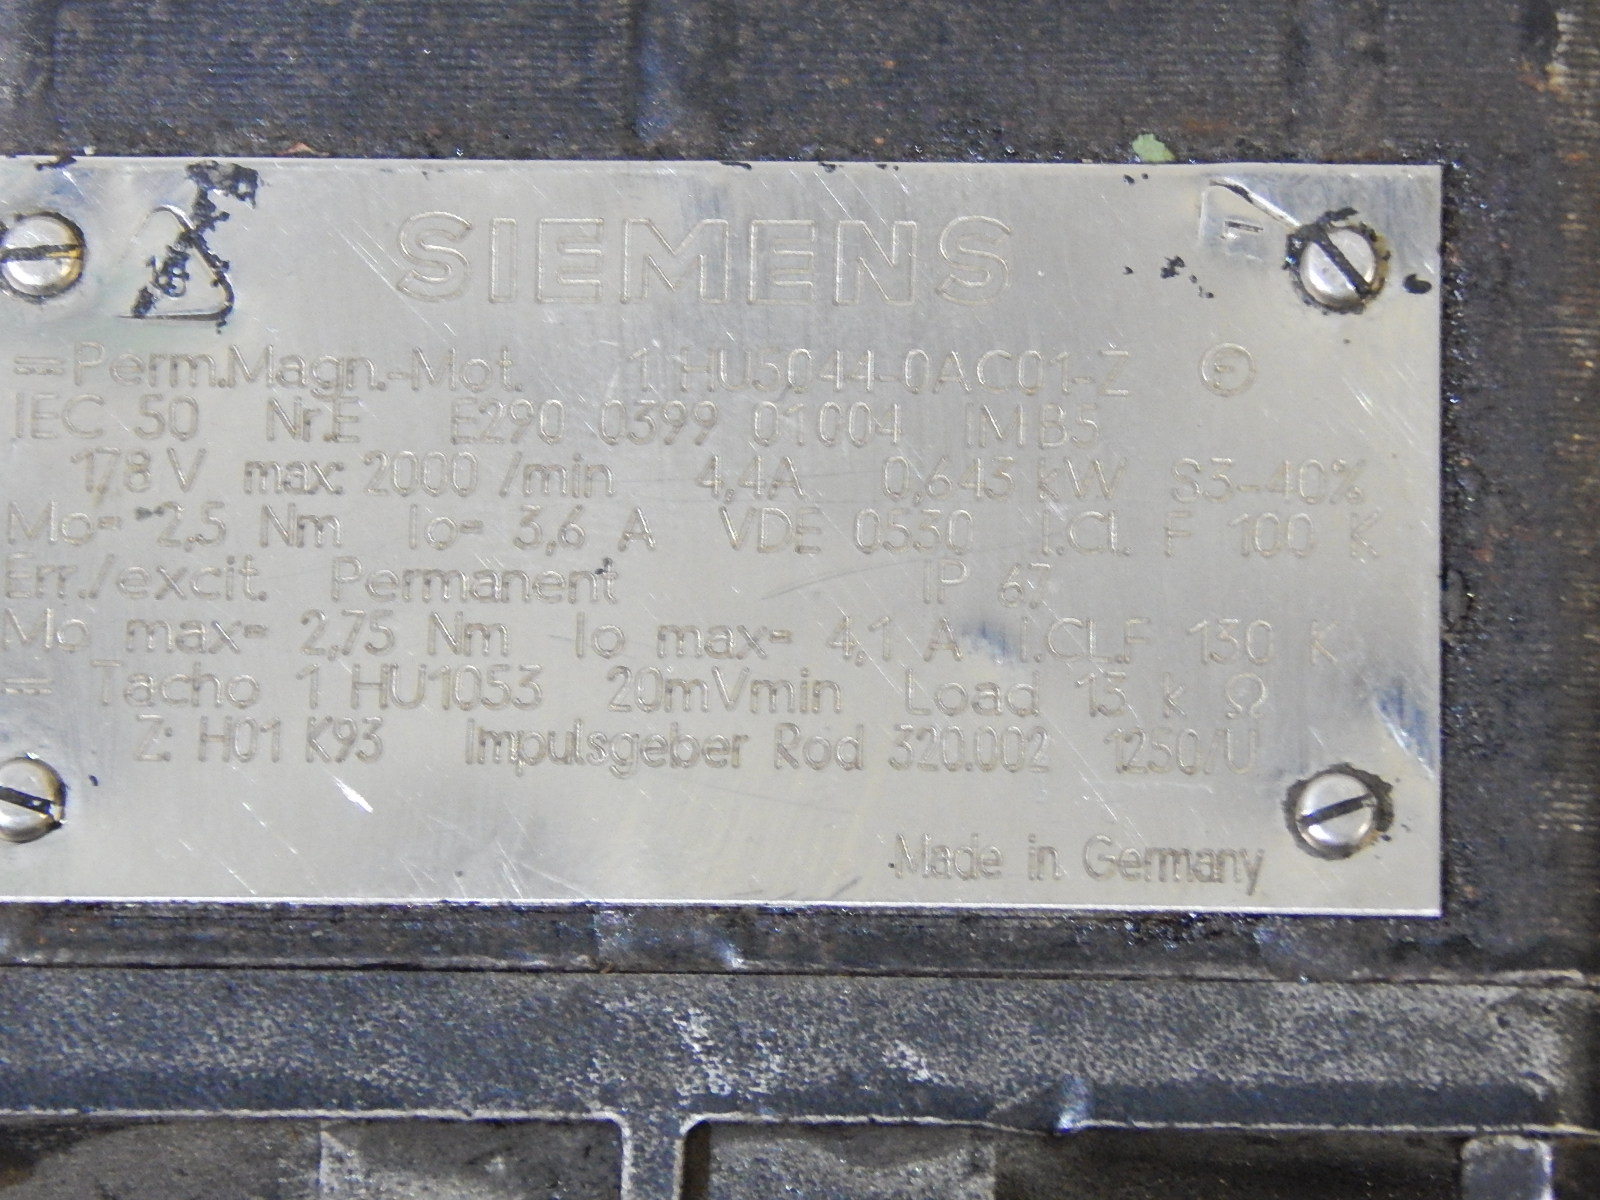 SIEMENS
=Perm.Magn.-Mot. 1 HU5044-0AC01-Z
IEC 50 Nr.E E290 0399 01004 IMB5
178 V max: 2000 /min 4,4A 0,643 kW S3-40%
Mo= 2,5 Nm Io= 3,6 A VDE 0530 I.Cl. F 100 K
Err./excit. Permanent IP 67
Mo max= 2,75 Nm Io max= 4,1 A I.CL.F 130 K
= Tacho 1 HU1053 20mVmin Load 13 k Ω
Z: H01 K93 Impulsgeber Rod 320.002 1250/U
Made in Germany